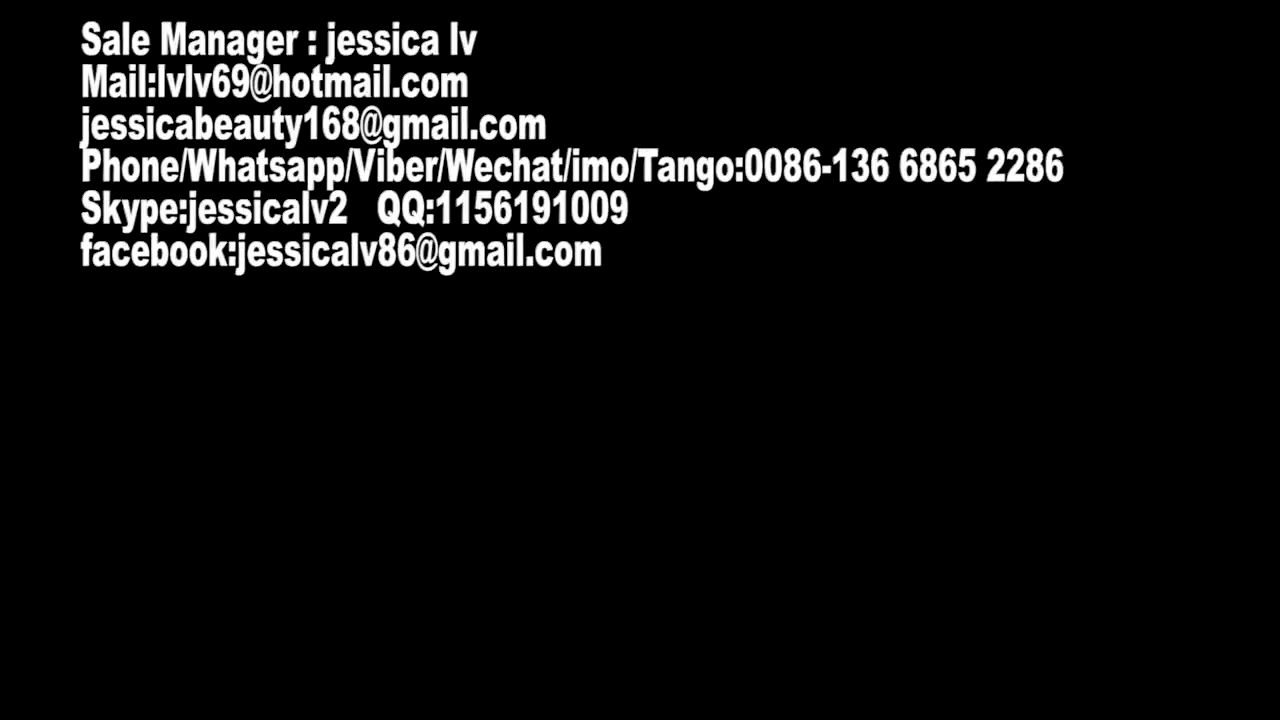 Sale Manager : jessica lv
Mail:lvlv69@hotmail.com
jessicabeauty168@gmail.com
Phone/Whatsapp/Viber/Wechat/imo/Tango:0086-136 6865 2286
Skype:jessicalv2   QQ:1156191009
facebook:jessicalv86@gmail.com